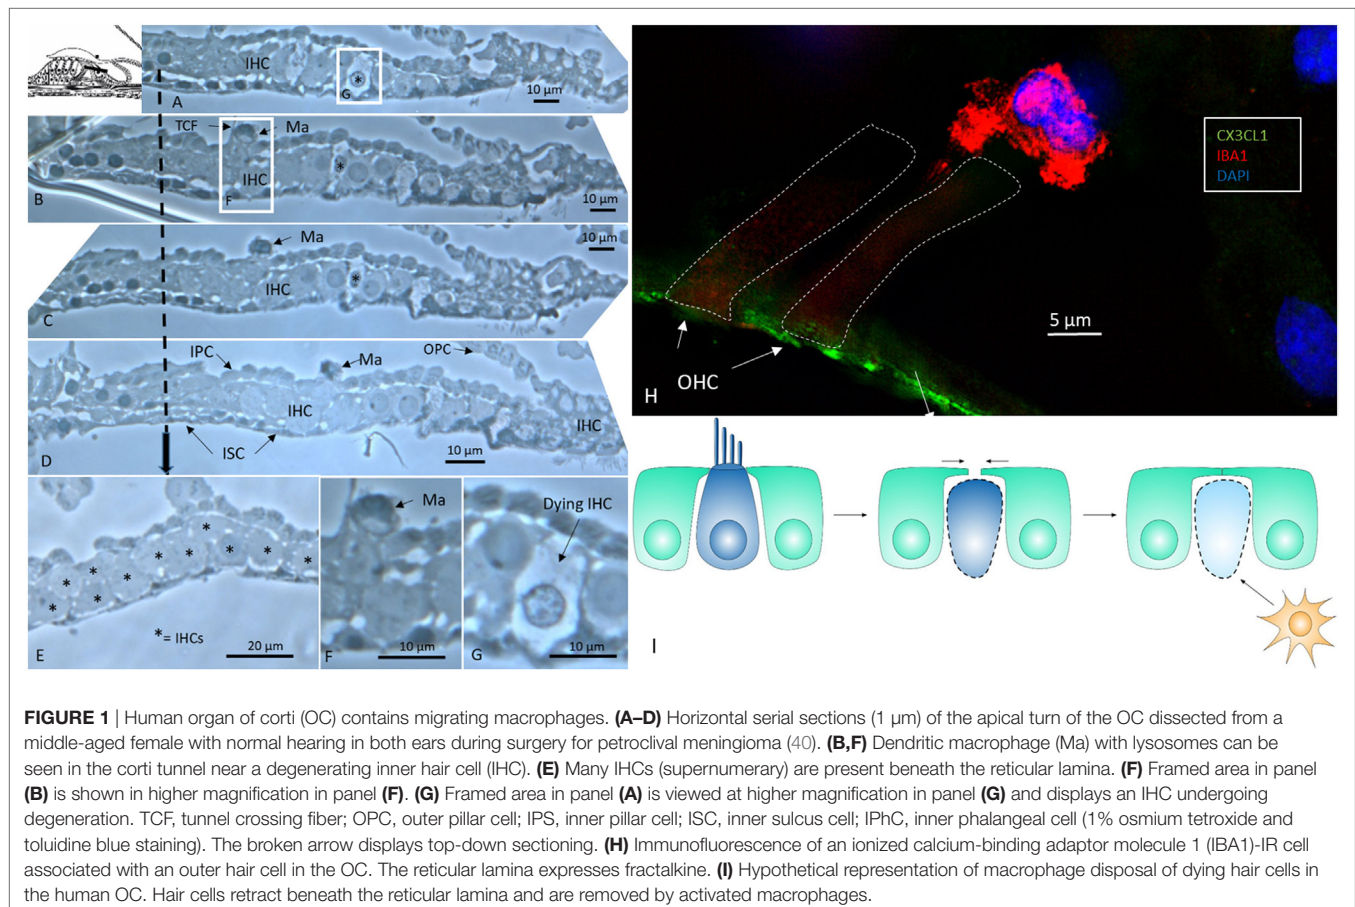 IHC
*
G
A
10 µm
TCF
Ma
IHC
*
B
F
10 µm
Ma
10 µm
IHC
*
C
IPC
Ma
OPC
IHC
IHC
ISC
D
10 µm
* * * * * * * * * *
*= IHCs
E
20 µm
Ma
F
10 µm
Dying IHC
G
10 µm
CX3CL1
IBA1
DAPI
5 µm
OHC
H
I
FIGURE 1 | Human organ of corti (OC) contains migrating macrophages. (A–D) Horizontal serial sections (1 µm) of the apical turn of the OC dissected from a
middle-aged female with normal hearing in both ears during surgery for petroclival meningioma (40). (B,F) Dendritic macrophage (Ma) with lysosomes can be
seen in the corti tunnel near a degenerating inner hair cell (IHC). (E) Many IHCs (supernumerary) are present beneath the reticular lamina. (F) Framed area in panel
(B) is shown in higher magnification in panel (F). (G) Framed area in panel (A) is viewed at higher magnification in panel (G) and displays an IHC undergoing
degeneration. TCF, tunnel crossing fiber; OPC, outer pillar cell; IPS, inner pillar cell; ISC, inner sulcus cell; IPhC, inner phalangeal cell (1% osmium tetroxide and
toluidine blue staining). The broken arrow displays top-down sectioning. (H) Immunofluorescence of an ionized calcium-binding adaptor molecule 1 (IBA1)-IR cell
associated with an outer hair cell in the OC. The reticular lamina expresses fractalkine. (I) Hypothetical representation of macrophage disposal of dying hair cells in
the human OC. Hair cells retract beneath the reticular lamina and are removed by activated macrophages.